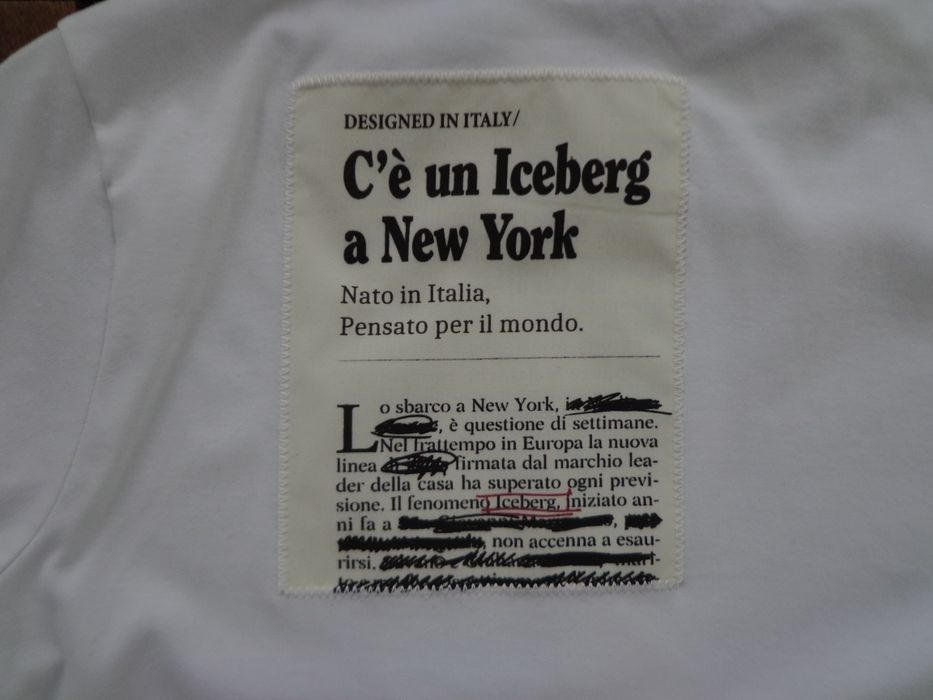 DESIGNED IN ITALY/
C'è un Iceberg
a New York
Nato in Italia,
Pensato per il mondo.
Lo sbarco a New York,
, è questione di settimane.
Nel frattempo in Europa la nuova
linea firmata dal marchio lea-
der della casa ha superato ogni previ-
sione. Il fenomeno Iceberg, iniziato an-
ni fa a
, non accenna a esau-
rirsi.